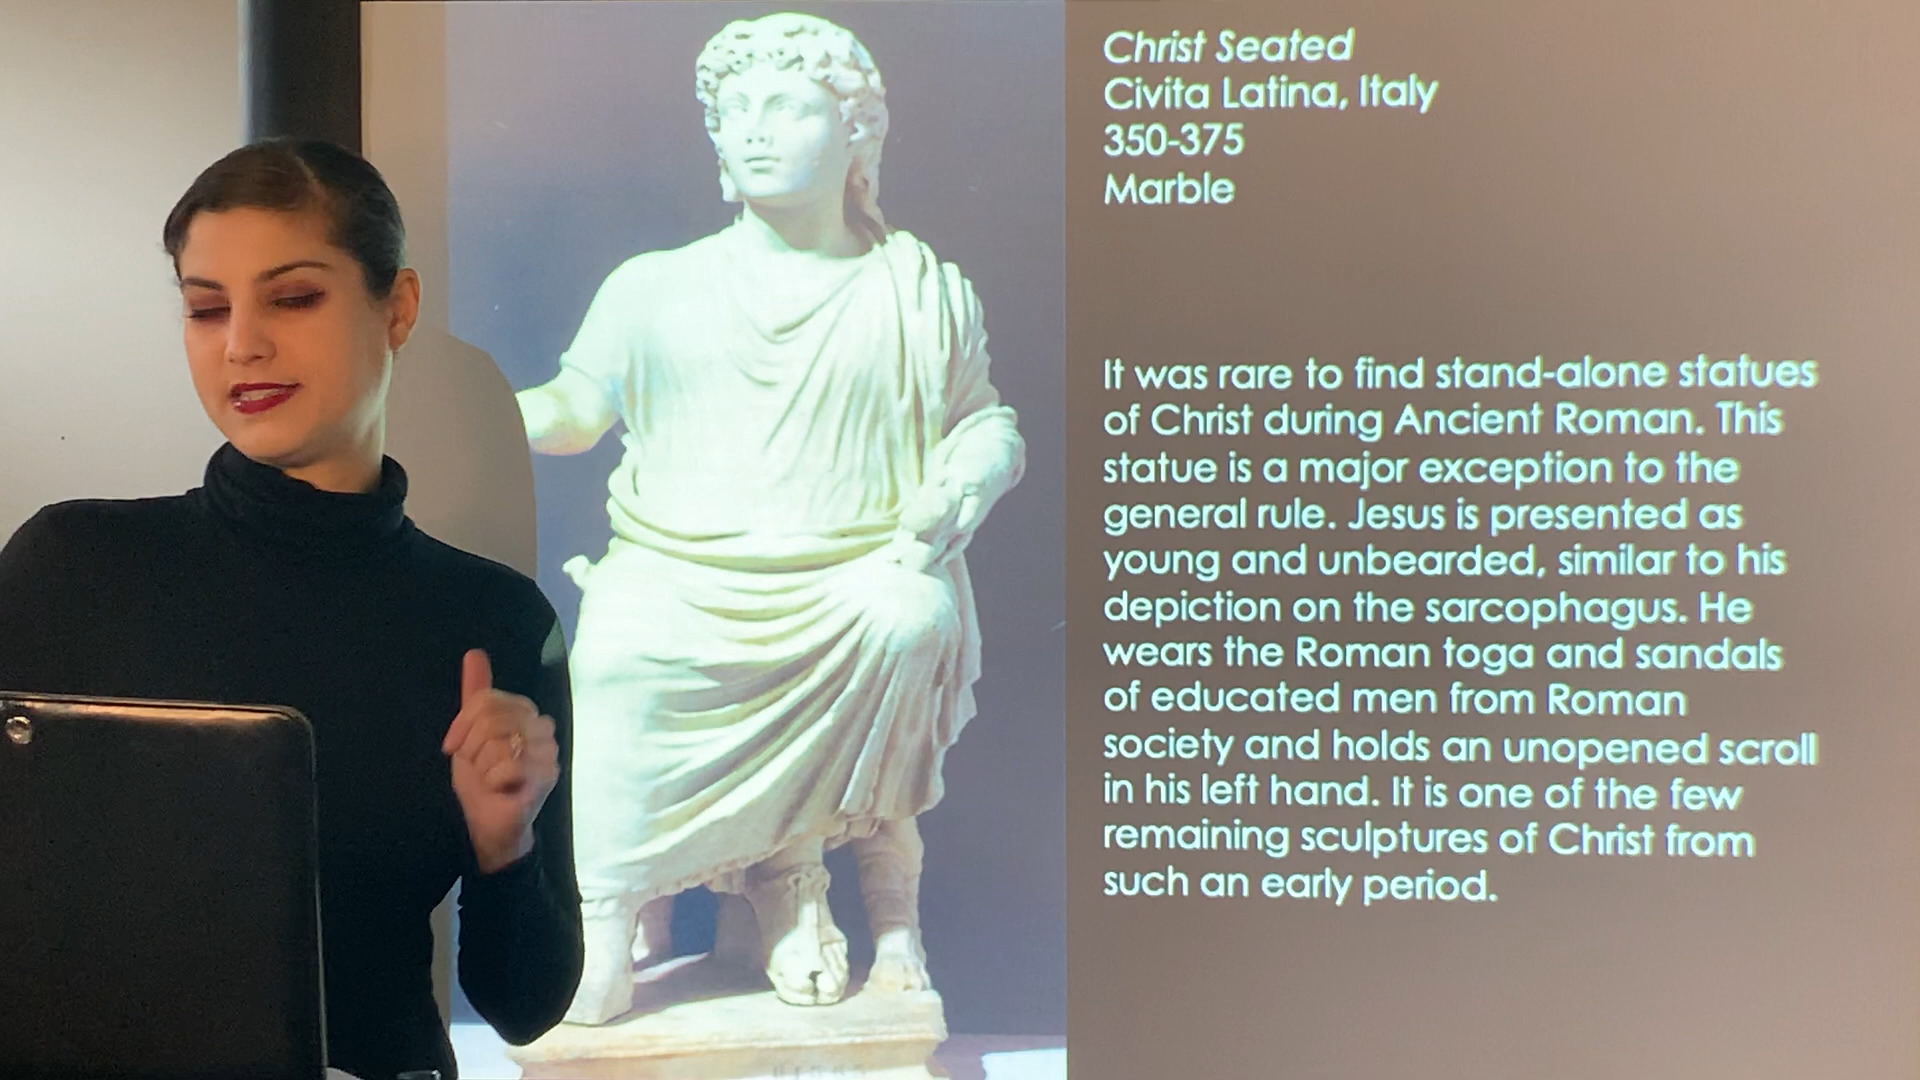 Christ Seated
Civita Latina, Italy
350-375
Marble
It was rare to find stand-alone statues
of Christ during Ancient Roman. This
statue is a major exception to the
general rule. Jesus is presented as
young and unbearded, similar to his
depiction on the sarcophagus. He
wears the Roman toga and sandals
of educated men from Roman
society and holds an unopened scroll
in his left hand. It is one of the few
remaining sculptures of Christ from
such an early period.